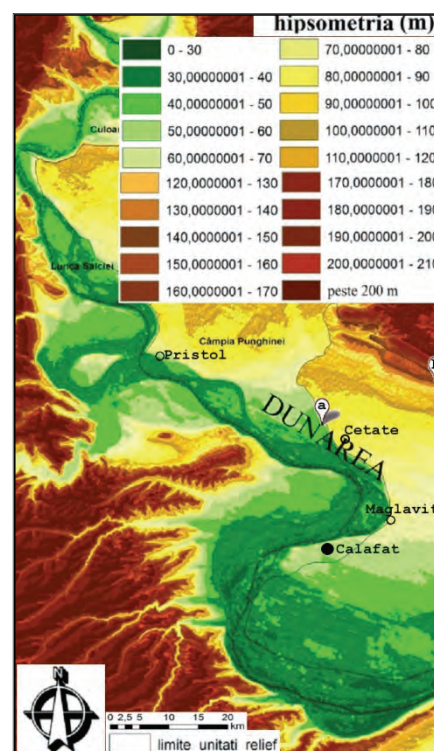 hipsometria (m)
0 - 30
30,00000001 - 40
40,00000001 - 50
50,00000001 - 60
60,00000001 - 70
70,00000001 - 80
80,00000001 - 90
90,00000001 - 100
100,0000001 - 110
110,0000001 - 120
120,0000001 - 130
130,0000001 - 140
140,0000001 - 150
150,0000001 - 160
160,0000001 - 170
170,0000001 - 180
180,0000001 - 190
190,0000001 - 200
200,0000001 - 210
peste 200 m
Lunca Salciei
Câmpia Punghinei
Pristol
a
DUNAREA
Cetate
Maglavit
Calafat
N
0 2,5 5 10 15 20
km
limite unitati relief